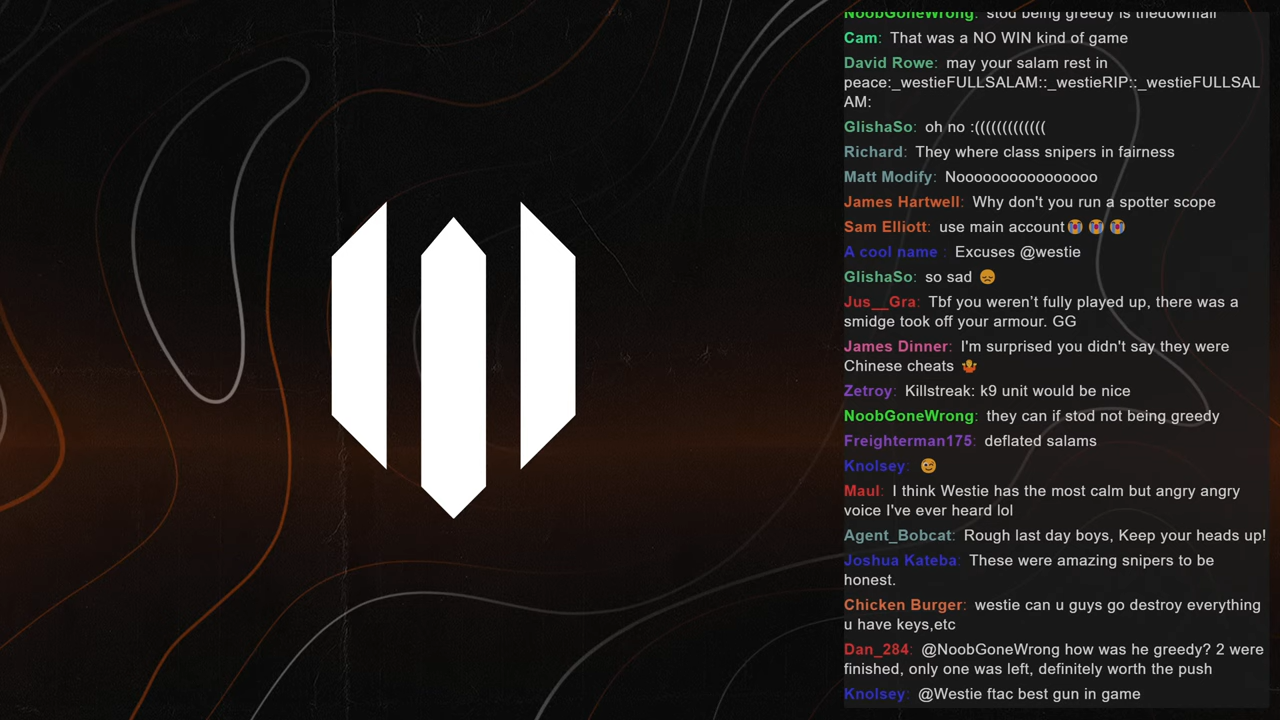 NoobGoneWrong: stod being greedy is thedownfall
Cam: That was a NO WIN kind of game
David Rowe: may your salam rest in
peace:_westieFULLSALAM::_westieRIP::_westieFULLSAL
AM:
GlishaSo: oh no :(((((((((((((
Richard: They where class snipers in fairness
Matt Modify: Nooooooooooooooo
James Hartwell: Why don't you run a spotter scope
Sam Elliott: use main account😭 😭 😭
A cool name : Excuses @westie
GlishaSo: so sad 😞
Jus__Gra: Tbf you weren’t fully played up, there was a
smidge took off your armour. GG
James Dinner: I'm surprised you didn't say they were
Chinese cheats 🤷
Zetroy: Killstreak: k9 unit would be nice
NoobGoneWrong: they can if stod not being greedy
Freighterman175: deflated salams
Knolsey: 😉
Maul: I think Westie has the most calm but angry angry
voice I've ever heard lol
Agent_Bobcat: Rough last day boys, Keep your heads up!
Joshua Kateba: These were amazing snipers to be
honest.
Chicken Burger: westie can u guys go destroy everything
u have keys,etc
Dan_284: @NoobGoneWrong how was he greedy? 2 were
finished, only one was left, definitely worth the push
Knolsey: @Westie ftac best gun in game